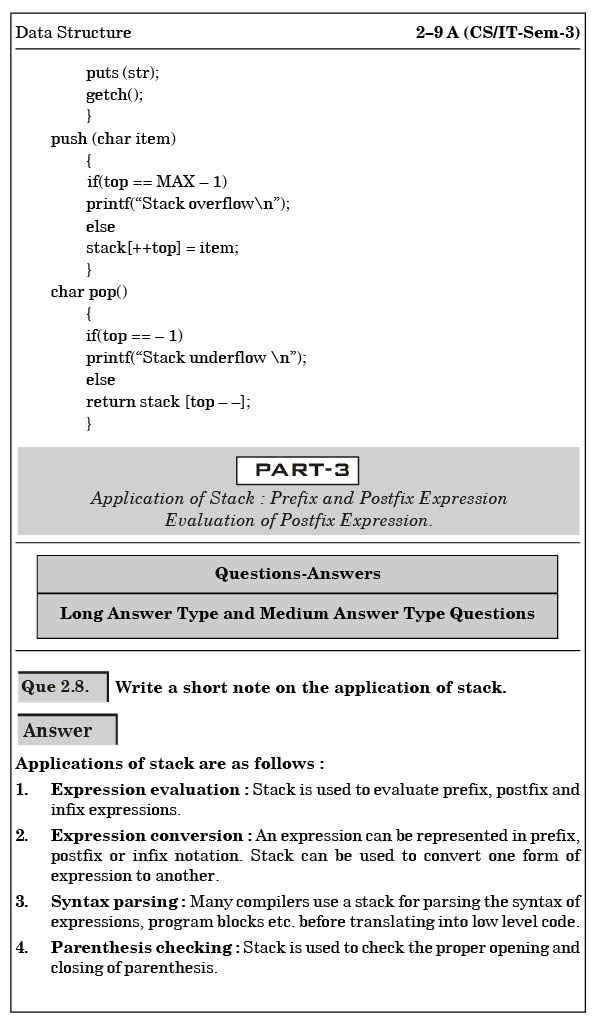 Data Structure 2–9 A (CS/IT-Sem-3)
puts (str);
getch();
}
push (char item)
{
if(top == MAX – 1)
printf(“Stack overflow\n”);
else
stack[++top] = item;
}
char pop()
{
if(top == – 1)
printf(“Stack underflow \n”);
else
return stack [top – –];
}
PART-3
Application of Stack : Prefix and Postfix Expression
Evaluation of Postfix Expression.
Questions-Answers
Long Answer Type and Medium Answer Type Questions
Que 2.8. Write a short note on the application of stack.
Answer
Applications of stack are as follows :
1. Expression evaluation : Stack is used to evaluate prefix, postfix and
infix expressions.
2. Expression conversion : An expression can be represented in prefix,
postfix or infix notation. Stack can be used to convert one form of
expression to another.
3. Syntax parsing : Many compilers use a stack for parsing the syntax of
expressions, program blocks etc. before translating into low level code.
4. Parenthesis checking : Stack is used to check the proper opening and
closing of parenthesis.